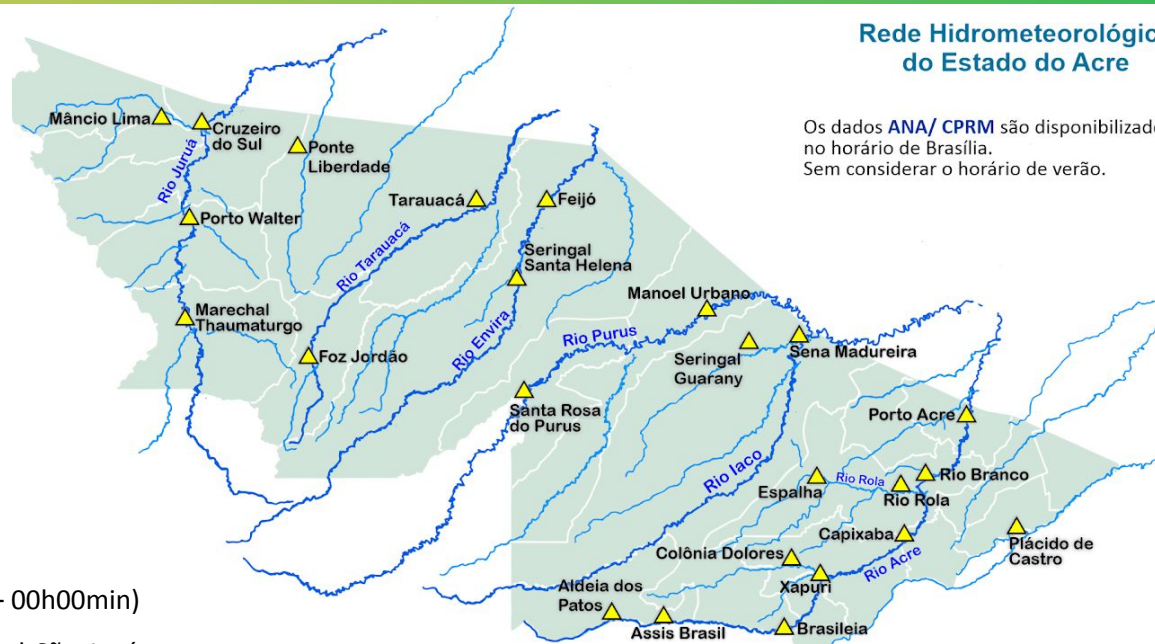 Rede Hidrometeorológic
do Estado do Acre
Os dados ANA/ CPRM são disponibilizad
no horário de Brasília.
Sem considerar o horário de verão.
Mâncio Lima
Cruzeiro
do Sul
Ponte
Liberdade
Rio Juruá
Porto Walter
Tarauacá
Feijó
Rio Tarauacá
Seringal
Santa Helena
Marechal
Thaumaturgo
Foz Jordão
Rio Envira
Manoel Urbano
Rio Purus
Seringal
Guarany
Sena Madureira
Santa Rosa
do Purus
Porto Acre
Rio Iaco
Espalha
Rio Rola
Rio Rola
Rio Branco
Capixaba
Plácido de
Castro
Colônia Dolores
Rio Acre
Xapuri
Aldeia dos
Patos
Assis Brasil
Brasileia
- 00h00min)